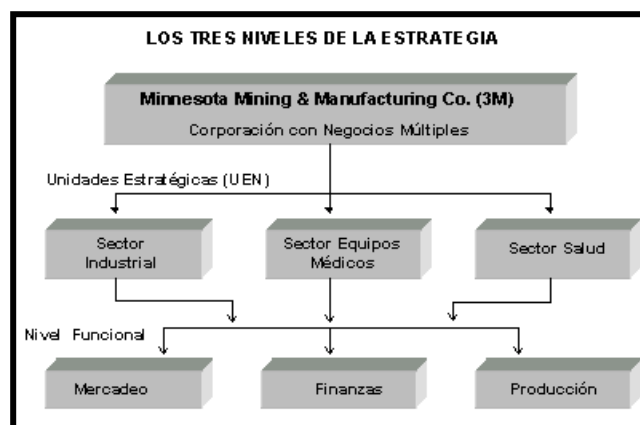 LOS TRES NIVELES DE LA ESTRATEGIA
Minnesota Mining & Manufacturing Co. (3M)
Corporación con Negocios Múltiples
Unidades Estratégicas (UEN)
Sector
Industrial
Sector Equipos
Médicos
Sector Salud
Nivel Funcional
Mercadeo
Finanzas
Producción